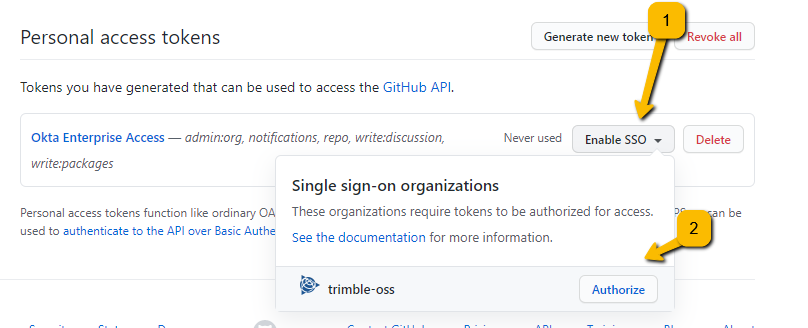 1
Personal access tokens
Generate new token
Revoke all
Tokens you have generated that can be used to access the GitHub API.
Okta Enterprise Access — admin:org, notifications, repo, write:discussion,
write:packages
Never used
Enable SSO
Delete
Single sign-on organizations
These organizations require tokens to be authorized for access.
See the documentation for more information.
Personal access tokens function like ordinary OA
can be
used to authenticate to the API over Basic Authe
2
trimble-oss
Authorize
Contact GitHub